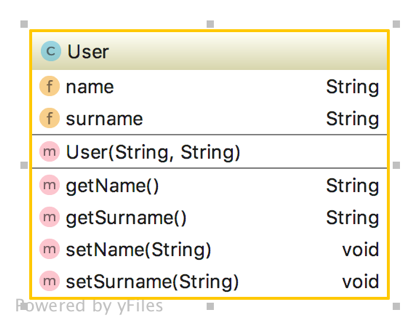 C User
f name String
f surname String
m User(String, String)
m getName() String
m getSurname() String
m setName(String) void
m setSurname(String) void
Powered by yFiles